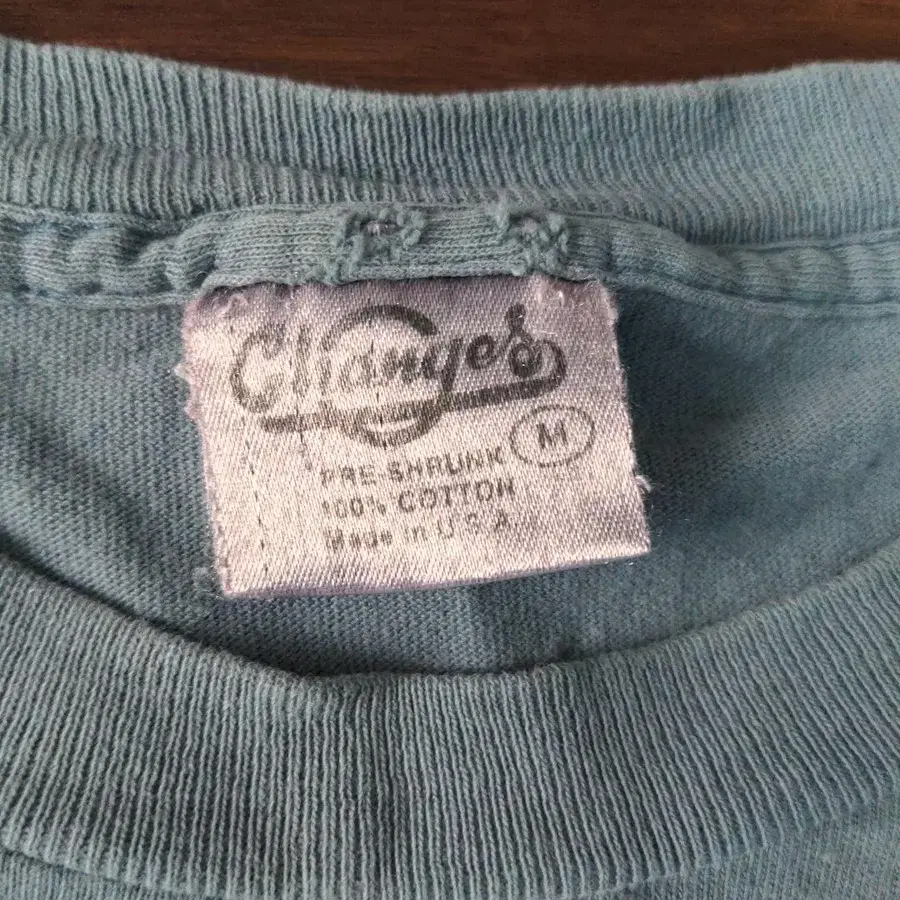 Changes
M
PRE-SHRUNK
100% COTTON
Made in U.S.A.